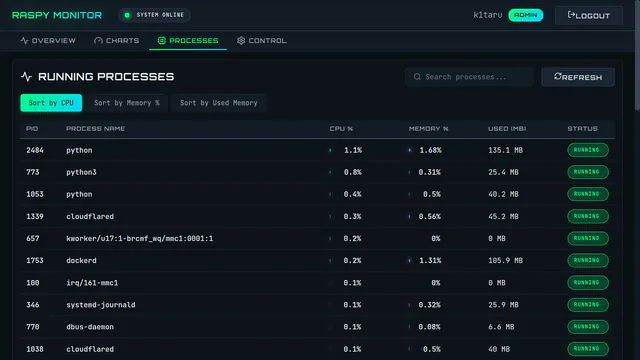 RASPY MONITOR SYSTEM ONLINE k1taru ADMIN LOGOUT
OVERVIEW CHARTS PROCESSES CONTROL
RUNNING PROCESSES Search processes... REFRESH
Sort by CPU Sort by Memory % Sort by Used Memory
PID PROCESS NAME CPU % MEMORY % USED (MB) STATUS
2484 python 1.1% 1.68% 135.1 MB RUNNING
773 python3 0.8% 0.31% 25.4 MB RUNNING
1053 python 0.4% 0.5% 40.2 MB RUNNING
1339 cloudflared 0.3% 0.56% 45.2 MB RUNNING
657 kworker/u17:1-brcmf_wq/mmc1:0001:1 0.2% 0% 0 MB RUNNING
1753 dockerd 0.2% 1.31% 105.9 MB RUNNING
100 irq/161-mmc1 0.1% 0% 0 MB RUNNING
346 systemd-journald 0.1% 0.32% 25.9 MB RUNNING
770 dbus-daemon 0.1% 0.08% 6.6 MB RUNNING
1038 cloudflared 0.1% 0.5% 40 MB RUNNING